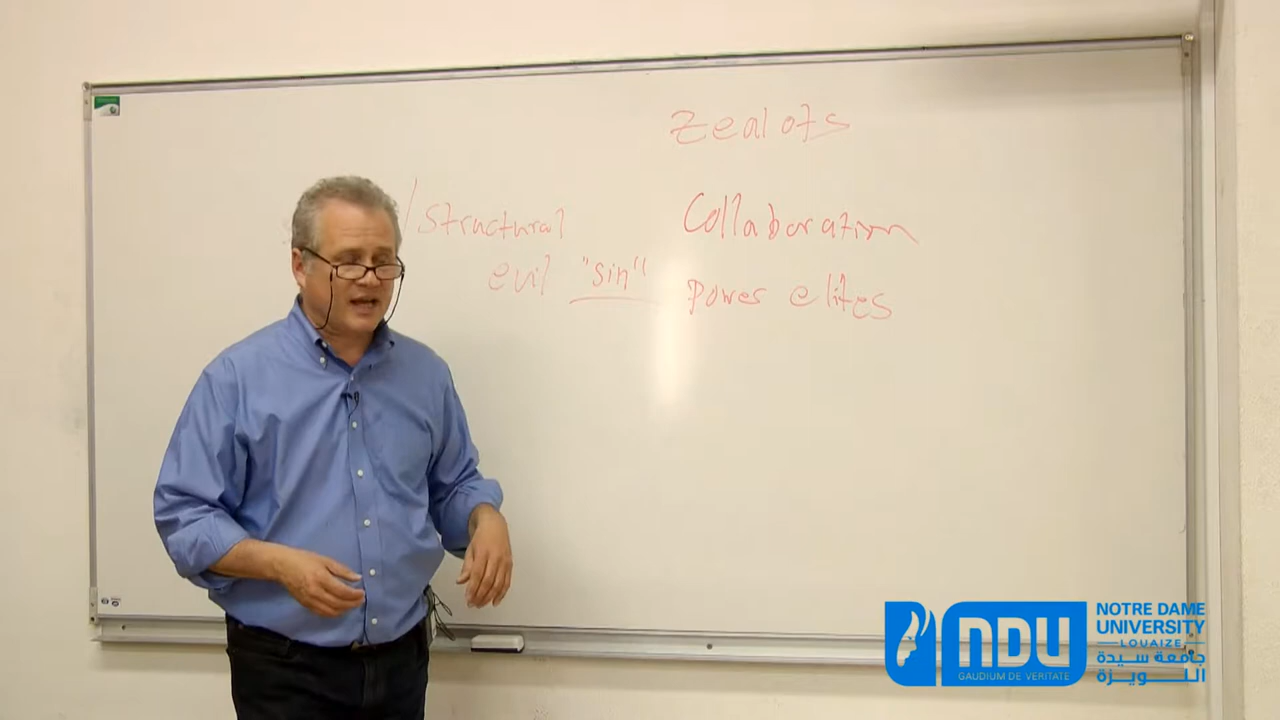 Zealots
/Structural
evil "sin"
Collaboration
Power elites
NDU
GAUDIUM DE VERITATE
NOTRE DAME
UNIVERSITY
LOUAIZE
جامعة سيدة
اللويزة